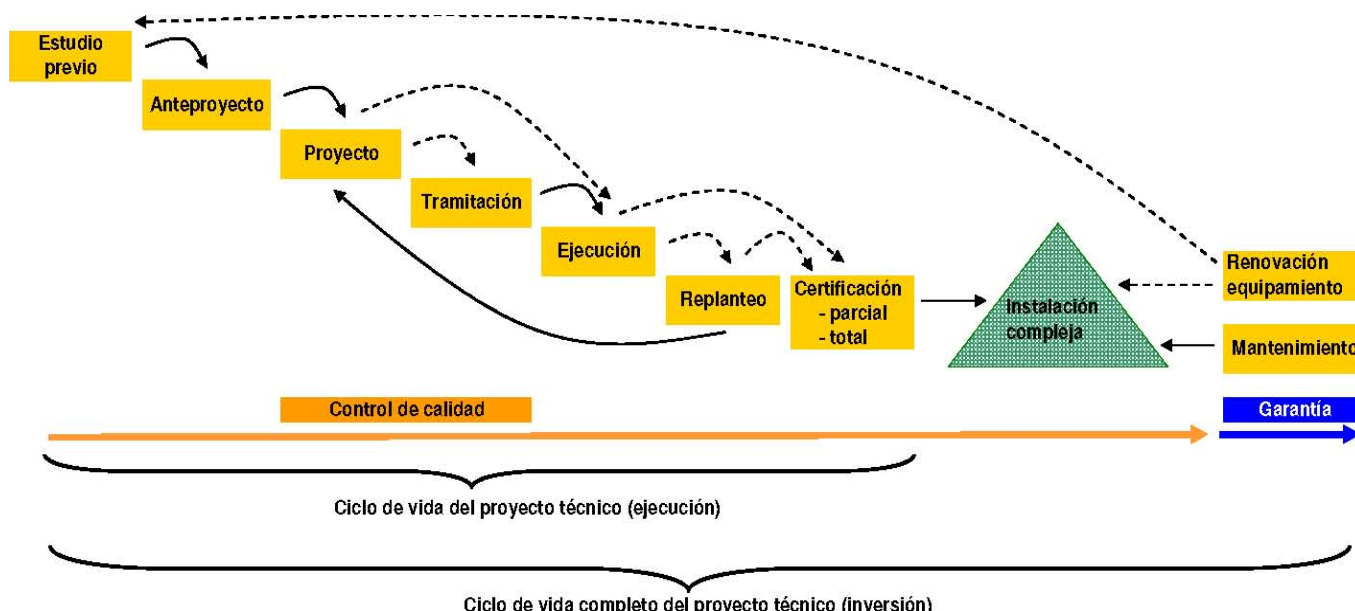 Estudio
previo
Anteproyecto
Proyecto
Tramitación
Ejecución
Replanteo
Certificación
- parcial
- total
Instalación
compleja
Renovación
equipamiento
Mantenimiento
Control de calidad
Garantía
Ciclo de vida del proyecto técnico (ejecución)
Ciclo de vida completo del proyecto técnico (inversión)